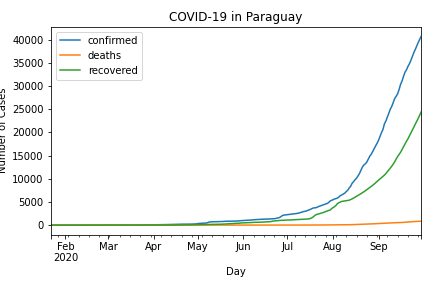 COVID-19 in Paraguay
confirmed
deaths
recovered
Number of Cases
40000
35000
30000
25000
20000
15000
10000
5000
0
Feb
2020
Mar
Apr
May
Jun
Jul
Aug
Sep
Day